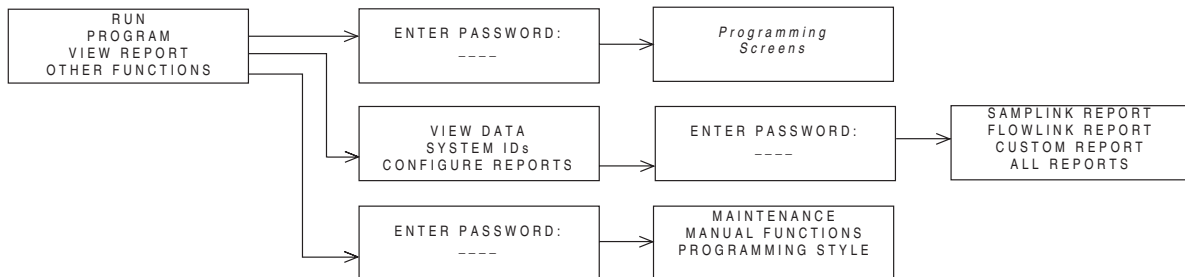 RUN
PROGRAM
VIEW REPORT
OTHER FUNCTIONS
ENTER PASSWORD:
____
Programming
Screens
VIEW DATA
SYSTEM IDs
CONFIGURE REPORTS
ENTER PASSWORD:
____
SAMPLINK REPORT
FLOWLINK REPORT
CUSTOM REPORT
ALL REPORTS
ENTER PASSWORD:
____
MAINTENANCE
MANUAL FUNCTIONS
PROGRAMMING STYLE